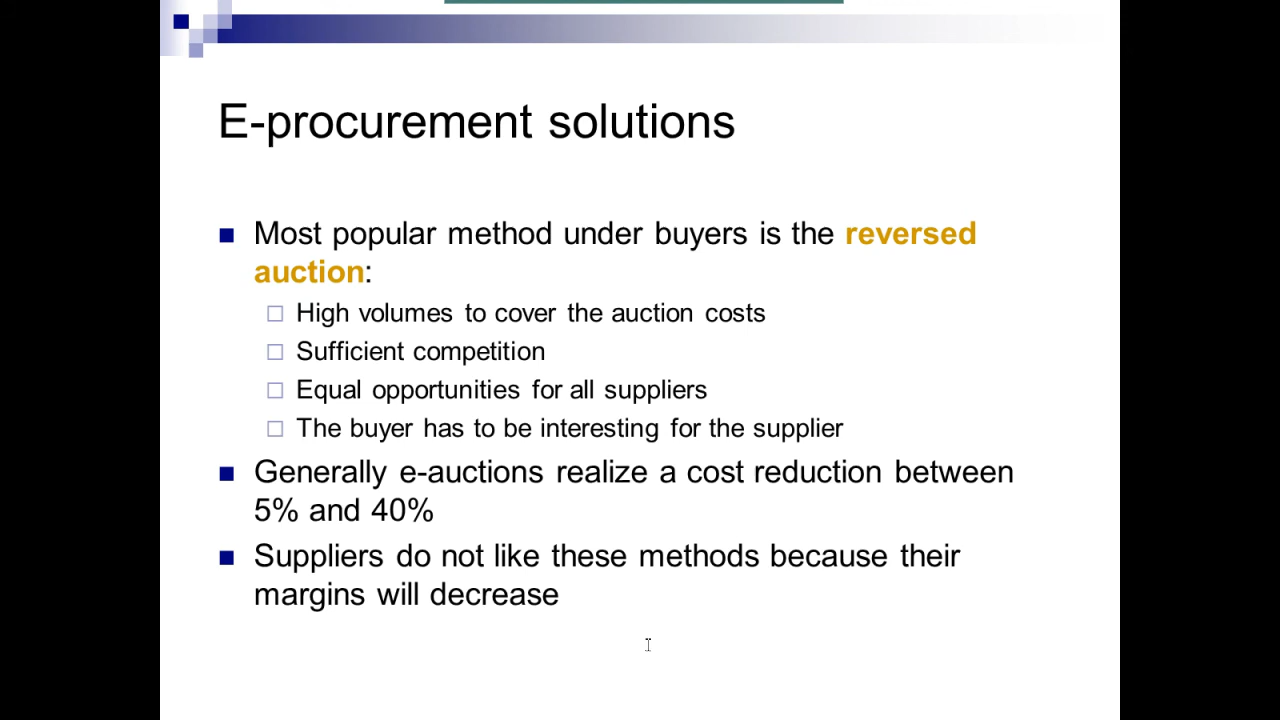 E-procurement solutions
Most popular method under buyers is the reversed
auction:
High volumes to cover the auction costs
Sufficient competition
Equal opportunities for all suppliers
The buyer has to be interesting for the supplier
Generally e-auctions realize a cost reduction between
5% and 40%
Suppliers do not like these methods because their
margins will decrease